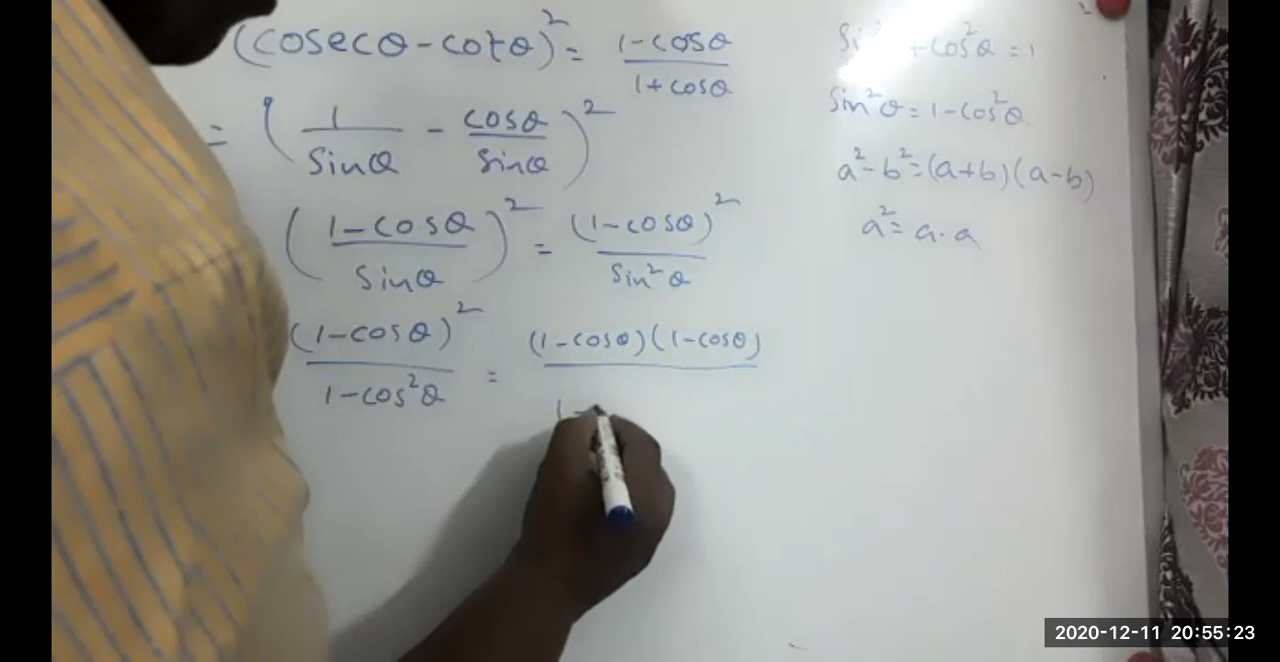 (cosecθ - cotθ)² = (1-cosθ)/(1+cosθ)
= (1/sinθ - cosθ/sinθ)²
((1-cosθ)/sinθ)² = (1-cosθ)²/sin²θ
(1-cosθ)²/(1-cos²θ) = (1-cosθ)(1-cosθ)/
1-
+cos²θ = 1
sin²θ = 1-cos²θ
a²-b² = (a+b)(a-b)
a² = a.a
2020-12-11 20:55:23